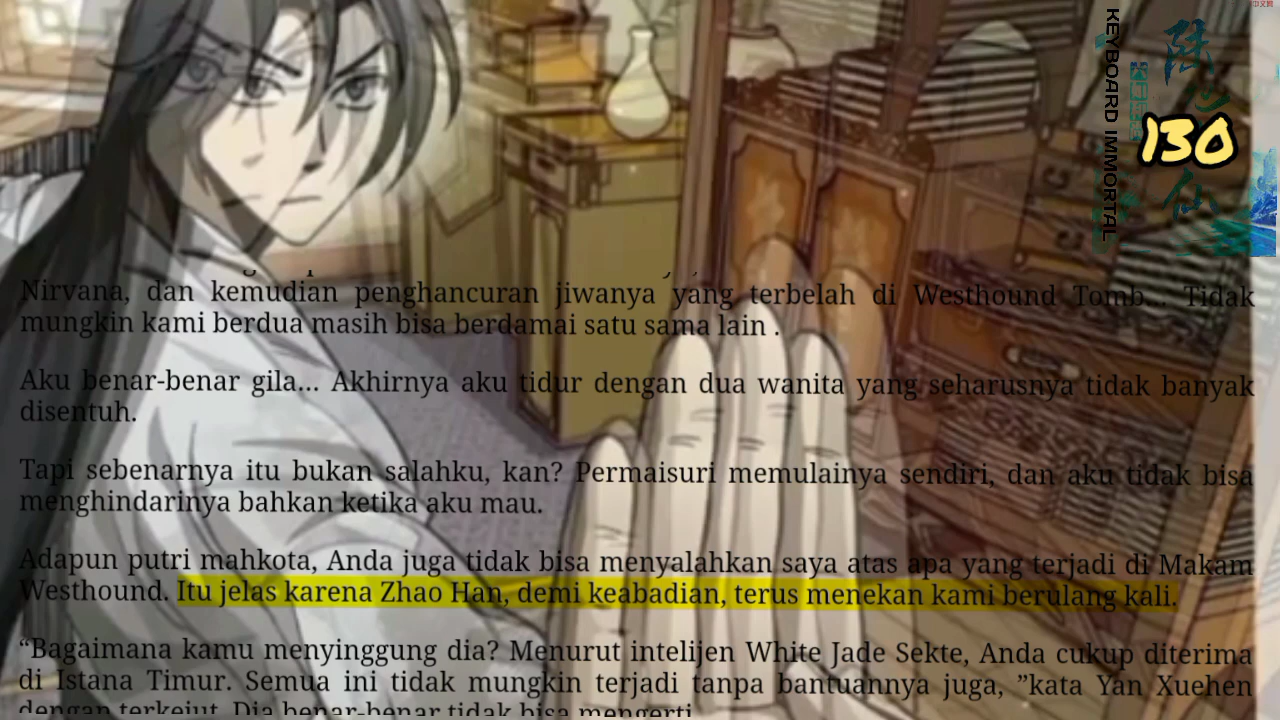 Nirvana, dan kemudian penghancuran jiwanya yang terbelah di Westhound Tomb... Tidak
mungkin kami berdua masih bisa berdamai satu sama lain .
Aku benar-benar gila... Akhirnya aku tidur dengan dua wanita yang seharusnya tidak banyak
disentuh.
Tapi sebenarnya itu bukan salahku, kan? Permaisuri memulainya sendiri, dan aku tidak bisa
menghindarinya bahkan ketika aku mau.
Adapun putri mahkota, Anda juga tidak bisa menyalahkan saya atas apa yang terjadi di Makam
Westhound. Itu jelas karena Zhao Han, demi keabadian, terus menekan kami berulang kali.
“Bagaimana kamu menyinggung dia? Menurut intelijen White Jade Sekte, Anda cukup diterima
di Istana Timur. Semua ini tidak mungkin terjadi tanpa bantuannya juga, ”kata Yan Xuehen
dengan terkejut. Dia benar-benar tidak bisa mengerti
KEYBOARD IMMORTAL
130
仙
中文网